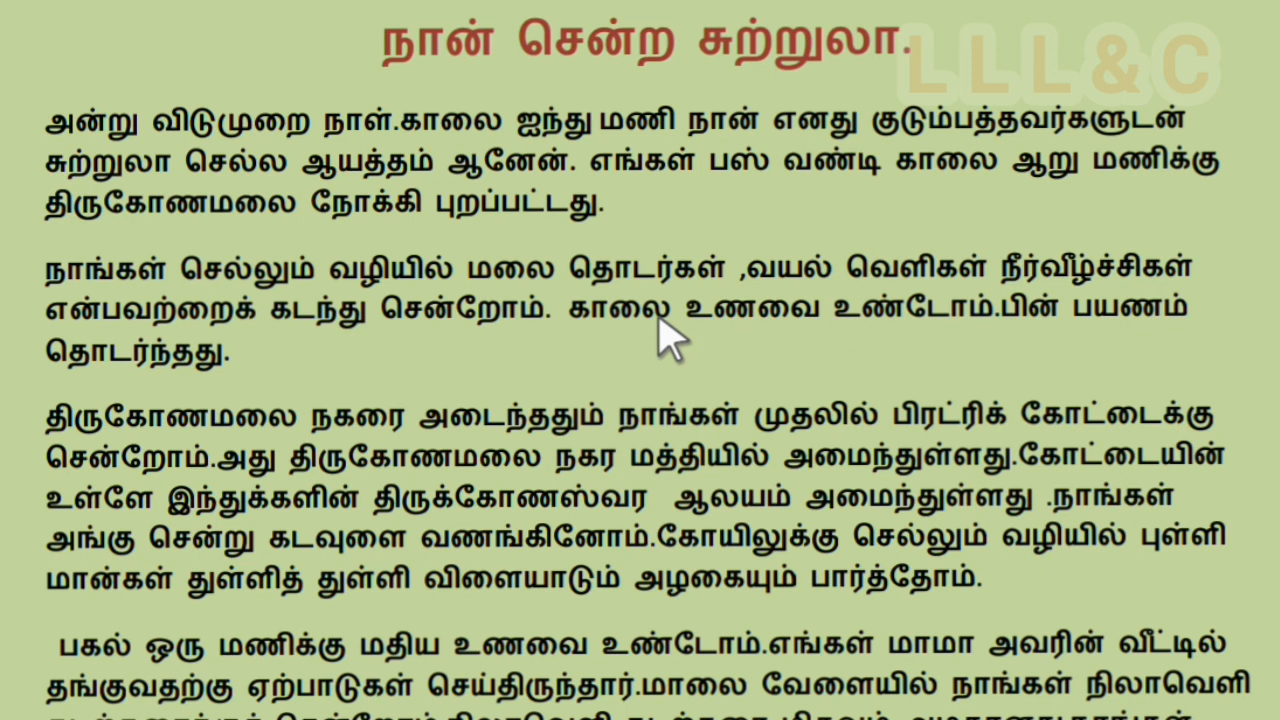 நான் சென்ற சுற்றுலா.
LLL&C
அன்று விடுமுறை நாள்.காலை ஐந்து மணி நான் எனது குடும்பத்தவர்களுடன்
சுற்றுலா செல்ல ஆயத்தம் ஆனேன். எங்கள் பஸ் வண்டி காலை ஆறு மணிக்கு
திருகோணமலை நோக்கி புறப்பட்டது.
நாங்கள் செல்லும் வழியில் மலை தொடர்கள் ,வயல் வெளிகள் நீர்வீழ்ச்சிகள்
என்பவற்றைக் கடந்து சென்றோம். காலை உணவை உண்டோம்.பின் பயணம்
தொடர்ந்தது.
திருகோணமலை நகரை அடைந்ததும் நாங்கள் முதலில் பிரட்ரிக் கோட்டைக்கு
சென்றோம்.அது திருகோணமலை நகர மத்தியில் அமைந்துள்ளது.கோட்டையின்
உள்ளே இந்துக்களின் திருக்கோணஸ்வர ஆலயம் அமைந்துள்ளது .நாங்கள்
அங்கு சென்று கடவுளை வணங்கினோம்.கோயிலுக்கு செல்லும் வழியில் புள்ளி
மான்கள் துள்ளித் துள்ளி விளையாடும் அழகையும் பார்த்தோம்.
பகல் ஒரு மணிக்கு மதிய உணவை உண்டோம்.எங்கள் மாமா அவரின் வீட்டில்
தங்குவதற்கு ஏற்பாடுகள் செய்திருந்தார்.மாலை வேளையில் நாங்கள் நிலாவெளி